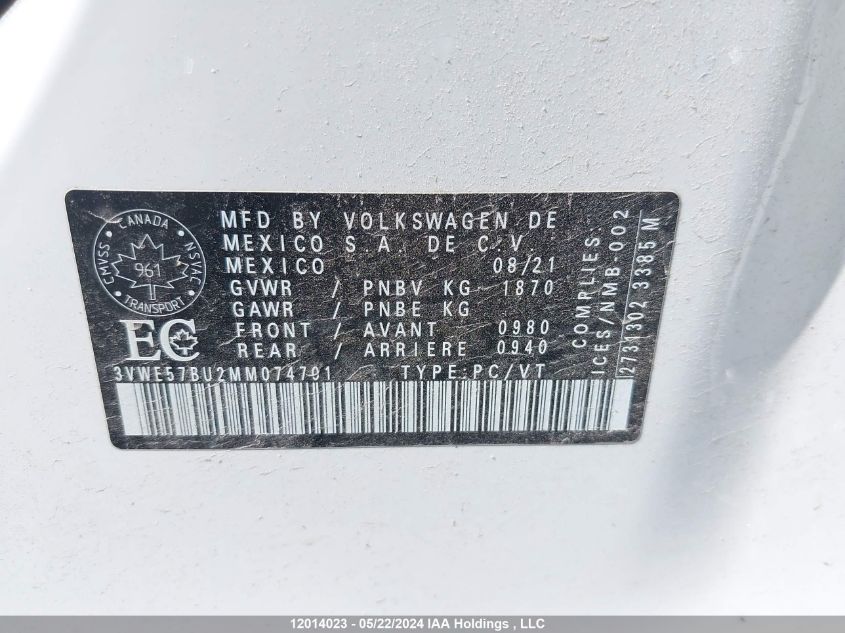 CMVSS CANADA NSVAC
961
TRANSPORT
EC
MFD BY VOLKSWAGEN DE
MEXICO S.A. DE C.V.
MEXICO 08/21
GVWR / PNBV KG 1870
GAWR / PNBE KG
FRONT / AVANT 0980
REAR / ARRIERE 0940
3VWE57BU2MM074791 TYPE:PC/VT
COMPLIES:
ICES/NMB.002
2731302 3385 M
12014023 - 05/22/2024 IAA Holdings , LLC